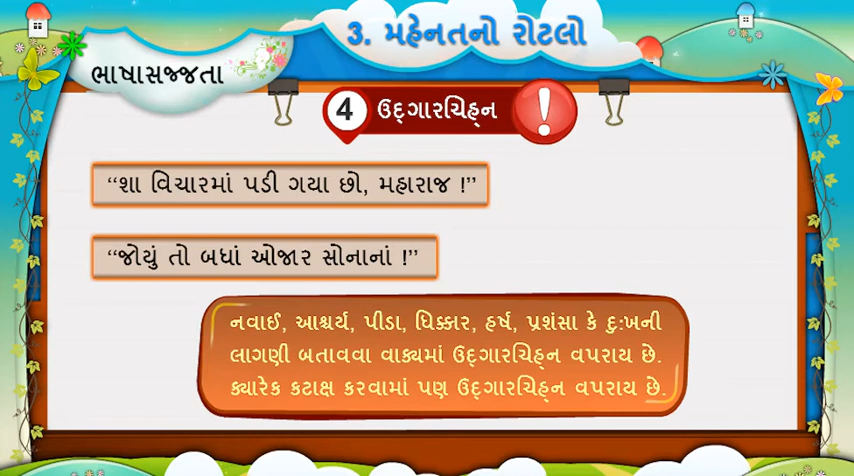 3. મહેનતનો રોટલો
ભાષાસજ્જતા
4 ઉદ્ગારચિહ્ન !
“શા વિચારમાં પડી ગયા છો, મહારાજ !”
“જોયું તો બધાં ઓજાર સોનાનાં !”
નવાઈ, આશ્ચર્ય, પીડા, ધિક્કાર, હર્ષ, પ્રશંસા કે દુઃખની
લાગણી બતાવવા વાક્યમાં ઉદ્ગારચિહ્ન વપરાય છે.
ક્યારેક કટાક્ષ કરવામાં પણ ઉદ્ગારચિહ્ન વપરાય છે.